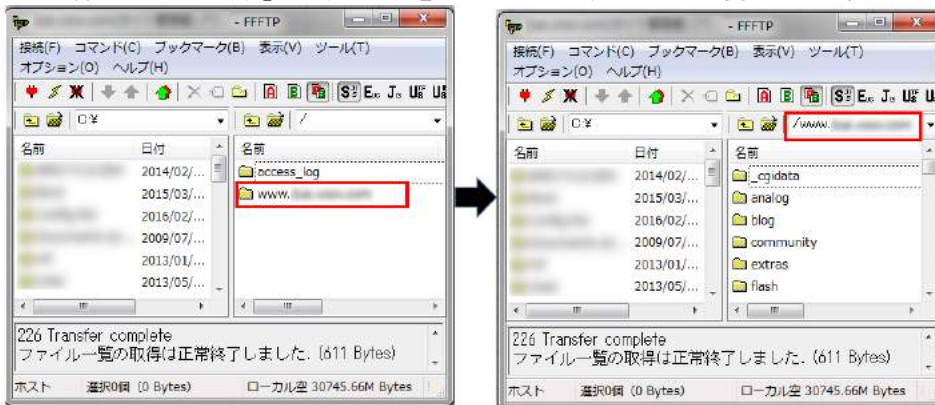 - FFFTP
接続(F) コマンド(C) ブックマーク(B) 表示(V) ツール(T)
オプション(O) ヘルプ(H)
C:¥
/
名前 日付
名前
2014/02/...
2015/03/...
2016/02/...
2009/07/...
2013/01/...
2013/05/...
access_log
www.
226 Transfer complete
ファイル一覧の取得は正常終了しました. (611 Bytes)
ホスト 選択0個 (0 Bytes) ローカル空 30745.66M Bytes
- FFFTP
接続(F) コマンド(C) ブックマーク(B) 表示(V) ツール(T)
オプション(O) ヘルプ(H)
C:¥
/www.
名前 日付
名前
2014/02/...
2015/03/...
2016/02/...
2009/07/...
2013/01/...
2013/05/...
_cgidata
analog
blog
community
extras
flash
226 Transfer complete
ファイル一覧の取得は正常終了しました. (611 Bytes)
ホスト 選択0個 (0 Bytes) ローカル空 30745.66M Bytes